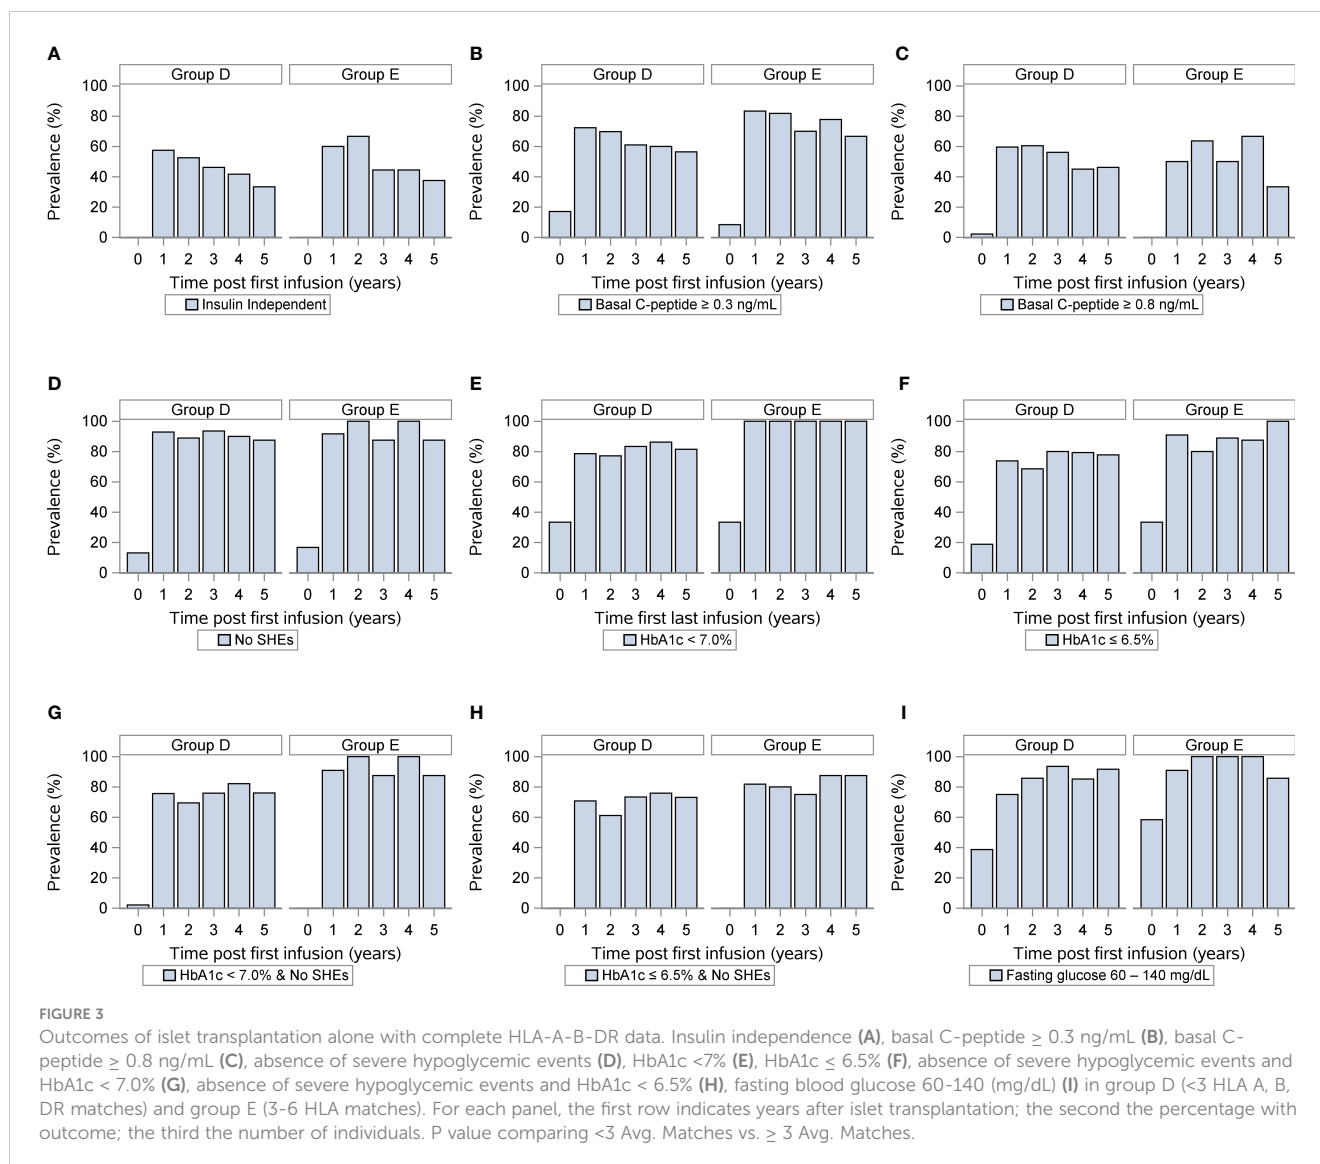 A
Group D
Group E
Prevalence (%)
100
80
60
40
20
0
0 1 2 3 4 5
0 1 2 3 4 5
Time post first infusion (years)
Insulin Independent
B
Group D
Group E
Prevalence (%)
100
80
60
40
20
0
0 1 2 3 4 5
0 1 2 3 4 5
Time post first infusion (years)
Basal C-peptide ≥ 0.3 ng/mL
C
Group D
Group E
Prevalence (%)
100
80
60
40
20
0
0 1 2 3 4 5
0 1 2 3 4 5
Time post first infusion (years)
Basal C-peptide ≥ 0.8 ng/mL
D
Group D
Group E
Prevalence (%)
100
80
60
40
20
0
0 1 2 3 4 5
0 1 2 3 4 5
Time post first infusion (years)
No SHEs
E
Group D
Group E
Prevalence (%)
100
80
60
40
20
0
0 1 2 3 4 5
0 1 2 3 4 5
Time first last infusion (years)
HbA1c < 7.0%
F
Group D
Group E
Prevalence (%)
100
80
60
40
20
0
0 1 2 3 4 5
0 1 2 3 4 5
Time post first infusion (years)
HbA1c ≤ 6.5%
G
Group D
Group E
Prevalence (%)
100
80
60
40
20
0
0 1 2 3 4 5
0 1 2 3 4 5
Time post first infusion (years)
HbA1c < 7.0% & No SHEs
H
Group D
Group E
Prevalence (%)
100
80
60
40
20
0
0 1 2 3 4 5
0 1 2 3 4 5
Time post first infusion (years)
HbA1c ≤ 6.5% & No SHEs
I
Group D
Group E
Prevalence (%)
100
80
60
40
20
0
0 1 2 3 4 5
0 1 2 3 4 5
Time post first infusion (years)
Fasting glucose 60 – 140 mg/dL
FIGURE 3
Outcomes of islet transplantation alone with complete HLA-A-B-DR data. Insulin independence (A), basal C-peptide ≥ 0.3 ng/mL (B), basal C-
peptide ≥ 0.8 ng/mL (C), absence of severe hypoglycemic events (D), HbA1c <7% (E), HbA1c ≤ 6.5% (F), absence of severe hypoglycemic events and
HbA1c < 7.0% (G), absence of severe hypoglycemic events and HbA1c < 6.5% (H), fasting blood glucose 60-140 (mg/dL) (I) in group D (<3 HLA A, B,
DR matches) and group E (3-6 HLA matches). For each panel, the first row indicates years after islet transplantation; the second the percentage with
outcome; the third the number of individuals. P value comparing <3 Avg. Matches vs. ≥ 3 Avg. Matches.